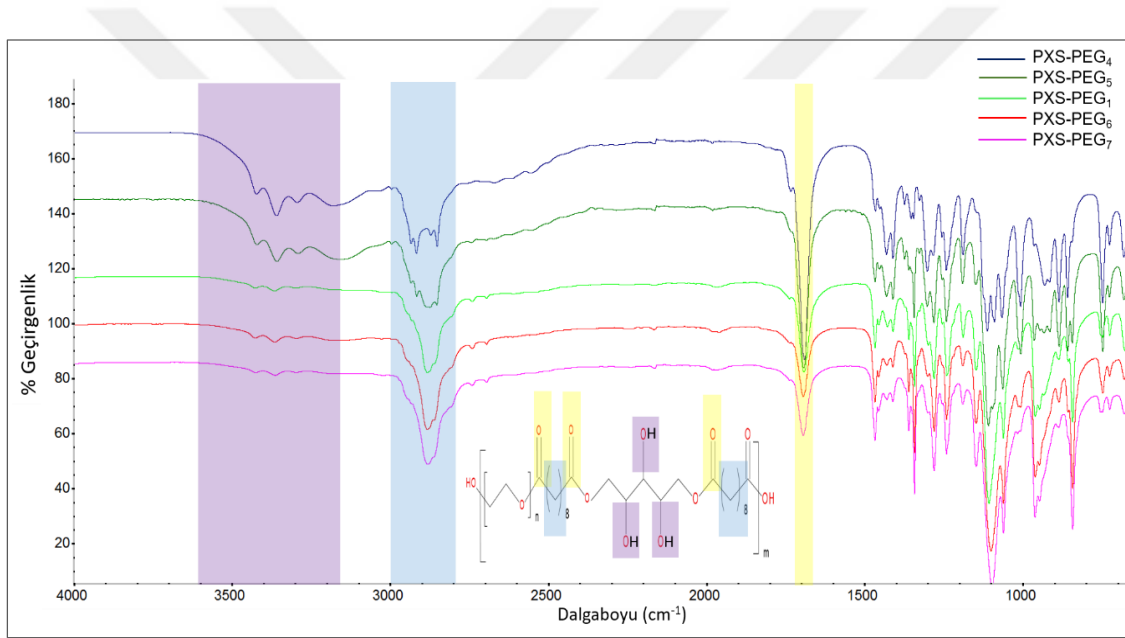 PXS-PEG₄
PXS-PEG₅
PXS-PEG₁
PXS-PEG₆
PXS-PEG₇
% Geçirgenlik
180
160
140
120
100
80
60
40
20
4000 3500 3000 2500 2000 1500 1000
Dalgaboyu (cm⁻¹)
O O OH O O
HO O n 8 O O 8 OH m
OH OH